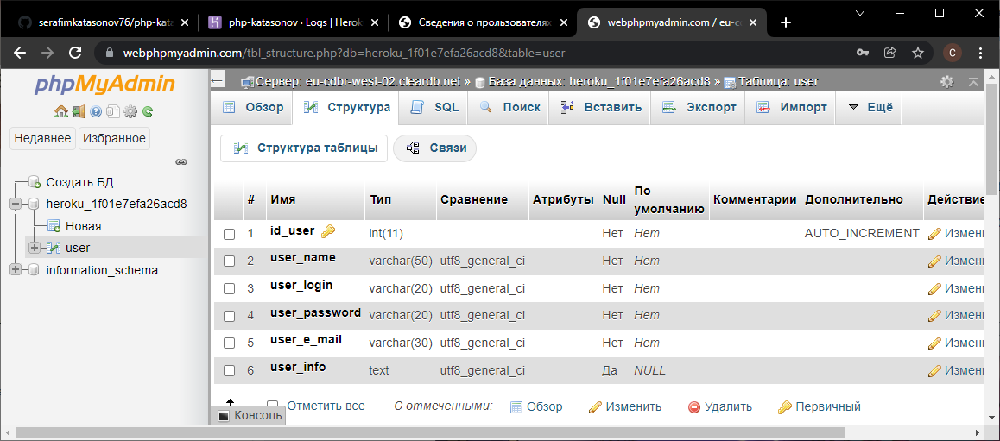 serafimkatasonov76/php-kata
php-katasonov · Logs | Herok
Сведения о прользователях
webphpmyadmin.com / eu-c
webphpmyadmin.com/tbl_structure.php?db=heroku_1f01e7efa26acd8&table=user
C
phpMyAdmin
Недавнее Избранное
Создать БД
heroku_1f01e7efa26acd8
Новая
user
information_schema
Сервер: eu-cdbr-west-02.cleardb.net » База данных: heroku_1f01e7efa26acd8 » Таблица: user
Обзор Структура SQL Поиск Вставить Экспорт Импорт Ещё
Структура таблицы Связи
# Имя Тип Сравнение Атрибуты Null По умолчанию Комментарии Дополнительно Действие
1 id_user int(11) Нет Нет AUTO_INCREMENT Измени
2 user_name varchar(50) utf8_general_ci Нет Нет Измени
3 user_login varchar(20) utf8_general_ci Нет Нет Измени
4 user_password varchar(20) utf8_general_ci Нет Нет Измени
5 user_e_mail varchar(30) utf8_general_ci Нет Нет Измени
6 user_info text utf8_general_ci Да NULL Измени
Отметить все С отмеченными: Обзор Изменить Удалить Первичный
Консоль